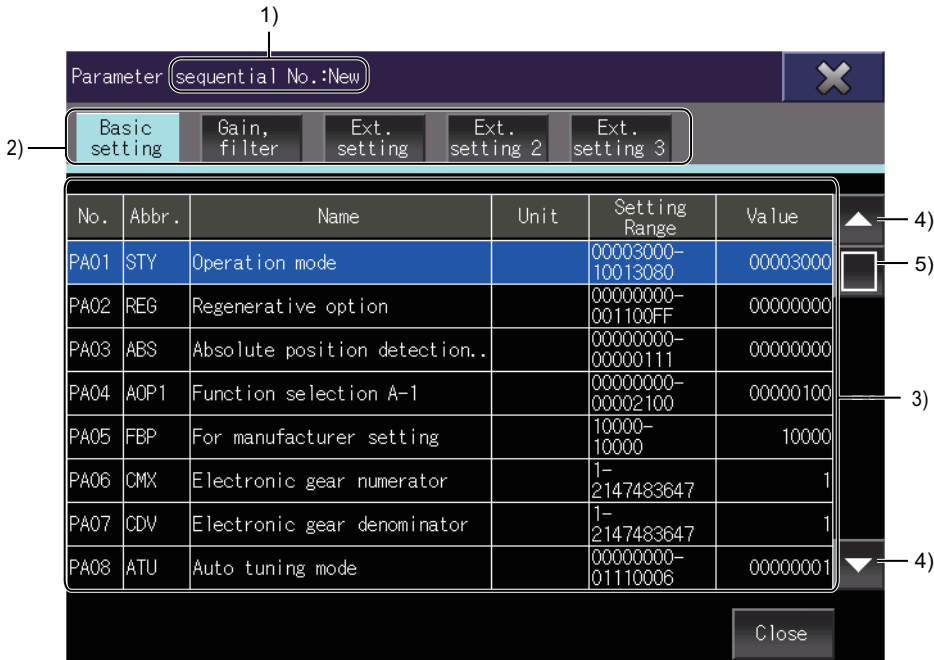 1)
Parameter sequential No.:New
2)
Basic setting
Gain, filter
Ext. setting
Ext. setting 2
Ext. setting 3
No. Abbr. Name Unit Setting Range Value
4)
PA01 STY Operation mode 00003000-10013080 00003000
5)
PA02 REG Regenerative option 00000000-001100FF 00000000
PA03 ABS Absolute position detection.. 00000000-00000111 00000000
PA04 AOP1 Function selection A-1 00000000-00002100 00000100
3)
PA05 FBP For manufacturer setting 10000-10000 10000
PA06 CMX Electronic gear numerator 1-2147483647 1
PA07 CDV Electronic gear denominator 1-2147483647 1
PA08 ATU Auto tuning mode 00000000-01110006 00000001
4)
Close